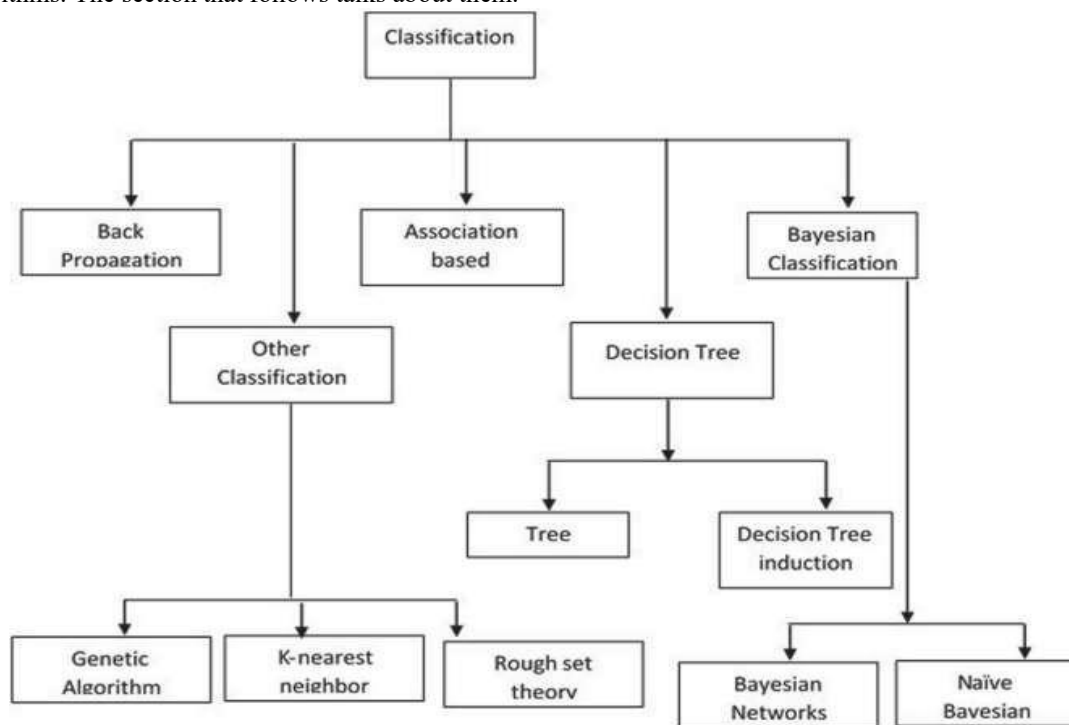 The section that follows talks about them.
Classification
Back
Propagation
Association
based
Bayesian
Classification
Other
Classification
Decision Tree
Tree
Decision Tree
induction
Genetic
Algorithm
K-nearest
neighbor
Rough set
theory
Bayesian
Networks
Naïve
Bayesian